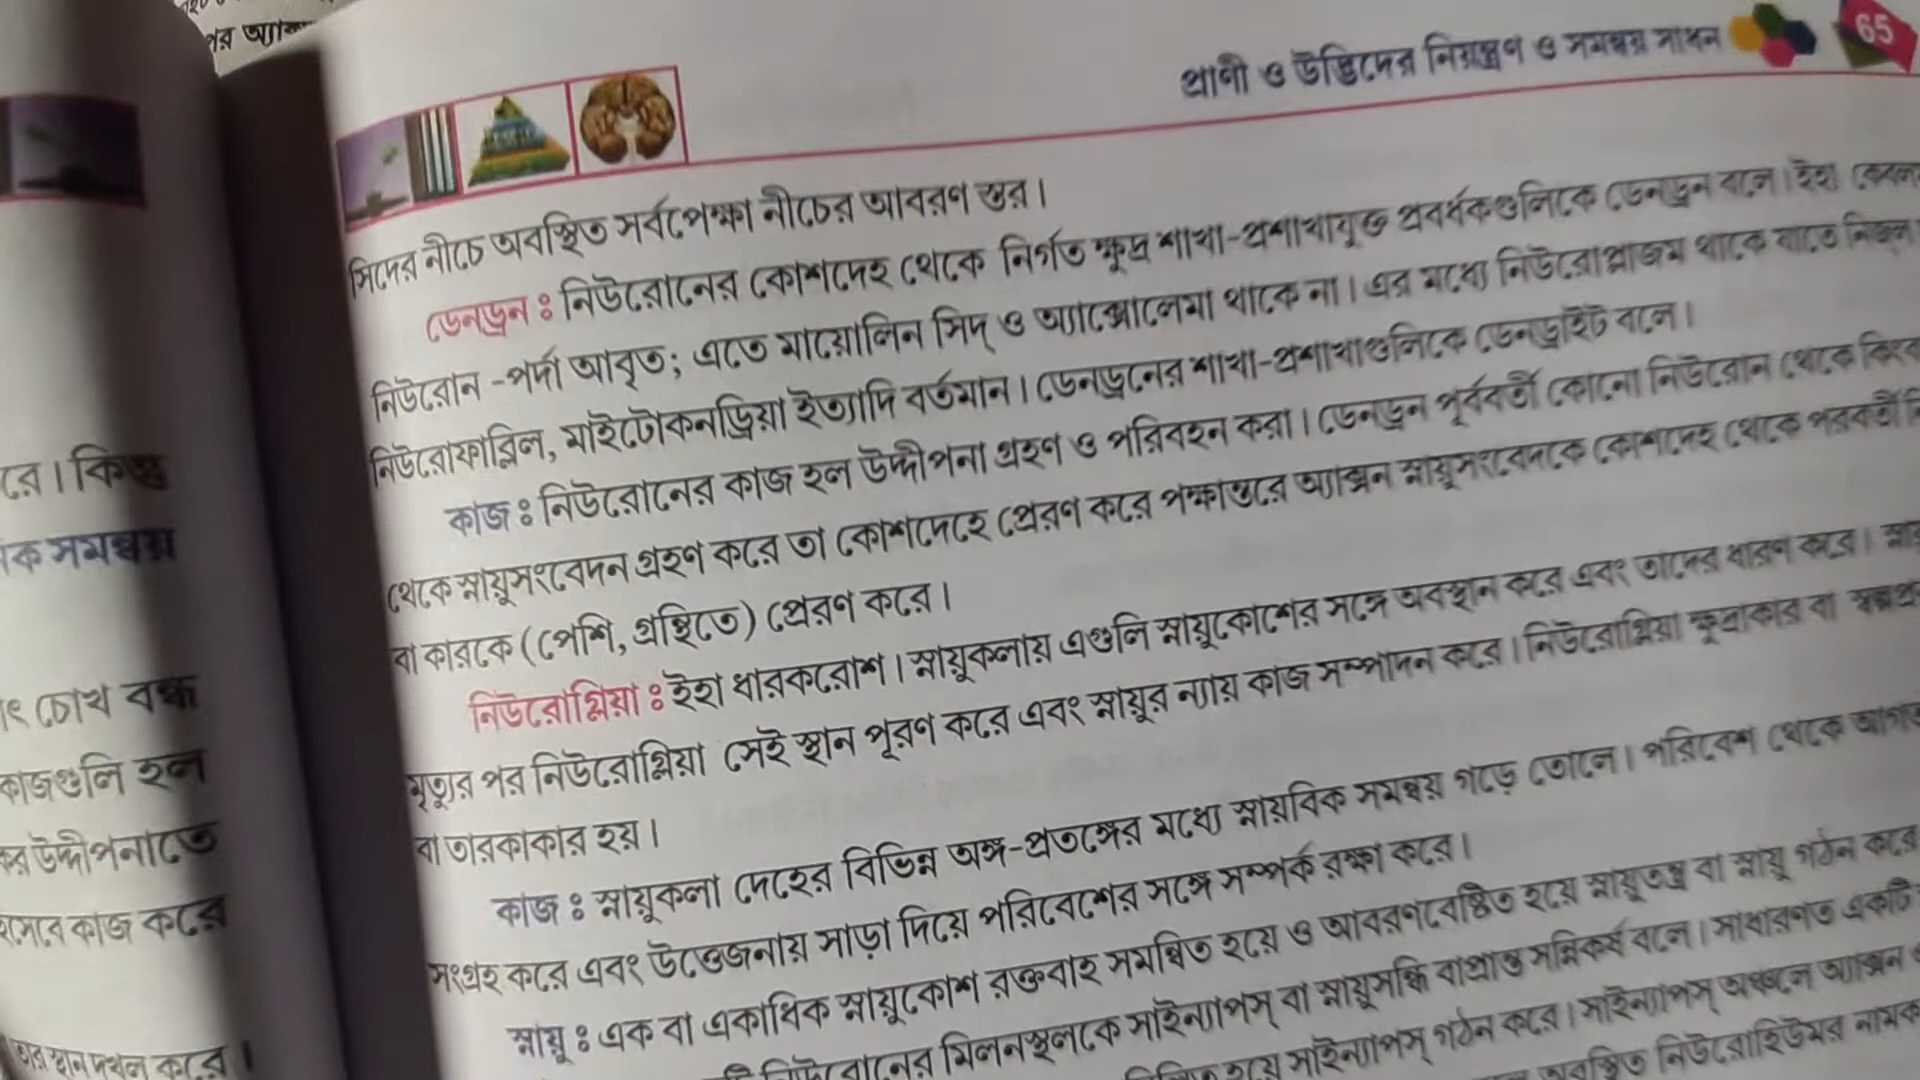 পর
রে। কিন্তু
ক সমন্বয়
ৎ চোখ বন্ধ
কাজগুলি হল
কর উদ্দীপনাতে
হিসেবে কাজ করে
তার স্থান দখল করে।
প্রাণী ও উদ্ভিদের নিয়ন্ত্রণ ও সমন্বয় সাধন
65
সিদের নীচে অবস্থিত সর্বপেক্ষা নীচের আবরণ স্তর।
ডেনড্রন ঃ নিউরোনের কোশদেহ থেকে নির্গত ক্ষুদ্র শাখা-প্রশাখাযুক্ত প্রবর্ধকগুলিকে ডেনড্রন বলে। ইহা কেবল
নিউরোন -পর্দা আবৃত; এতে মায়োলিন সিদ্ ও অ্যাক্সোলেমা থাকে না। এর মধ্যে নিউরোপ্লাজম থাকে যাতে নিজল
নিউরোফাব্রিল, মাইটোকনড্রিয়া ইত্যাদি বর্তমান। ডেনড্রনের শাখা-প্রশাখাগুলিকে ডেনড্রাইট বলে।
কাজ ঃ নিউরোনের কাজ হল উদ্দীপনা গ্রহণ ও পরিবহন করা। ডেনড্রন পূর্ববর্তী কোনো নিউরোন থেকে কিংবা
থেকে স্নায়ুসংবেদন গ্রহণ করে তা কোশদেহে প্রেরণ করে পক্ষান্তরে অ্যাক্সন স্নায়ুসংবেদকে কোশদেহ থেকে পরবর্তী
বা কারকে (পেশি, গ্রন্থিতে) প্রেরণ করে।
নিউরোগ্লিয়া ঃ ইহা ধারকরোশ। স্নায়ুকলায় এগুলি স্নায়ুকোশের সঙ্গে অবস্থান করে এবং তাদের ধারণ করে।
মৃত্যুর পর নিউরোগ্লিয়া সেই স্থান পূরণ করে এবং স্নায়ুর ন্যায় কাজ সম্পাদন করে। নিউরোগ্লিয়া ক্ষুদ্রাকার বা
বা তারকাকার হয়।
কাজ ঃ স্নায়ুকলা দেহের বিভিন্ন অঙ্গ-প্রতঙ্গের মধ্যে স্নায়বিক সমন্বয় গড়ে তোলে। পরিবেশ থেকে আগত
সংগ্রহ করে এবং উত্তেজনায় সাড়া দিয়ে পরিবেশের সঙ্গে সম্পর্ক রক্ষা করে।
স্নায়ু ঃ এক বা একাধিক স্নায়ুকোশ রক্তবাহ সমন্বিত হয়ে ও আবরণবেষ্টিত হয়ে স্নায়ুতন্তু বা স্নায়ু গঠন করে
নিউরোনের মিলনস্থলকে সাইন্যাপস্ বা স্নায়ুসন্ধি বাপ্রান্ত সন্নিকর্ষ বলে। সাধারণত একটি
মিলিত হয়ে সাইন্যাপস্ গঠন করে। সাইন্যাপস্ অঞ্চলে অ্যাক্সন
অবস্থিত নিউরোহিউমর নামক